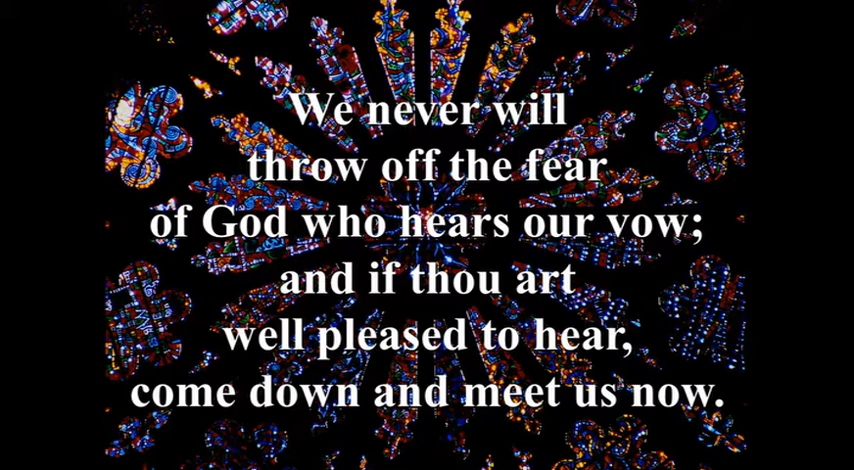 We never will
throw off the fear
of God who hears our vow;
and if thou art
well pleased to hear,
come down and meet us now.